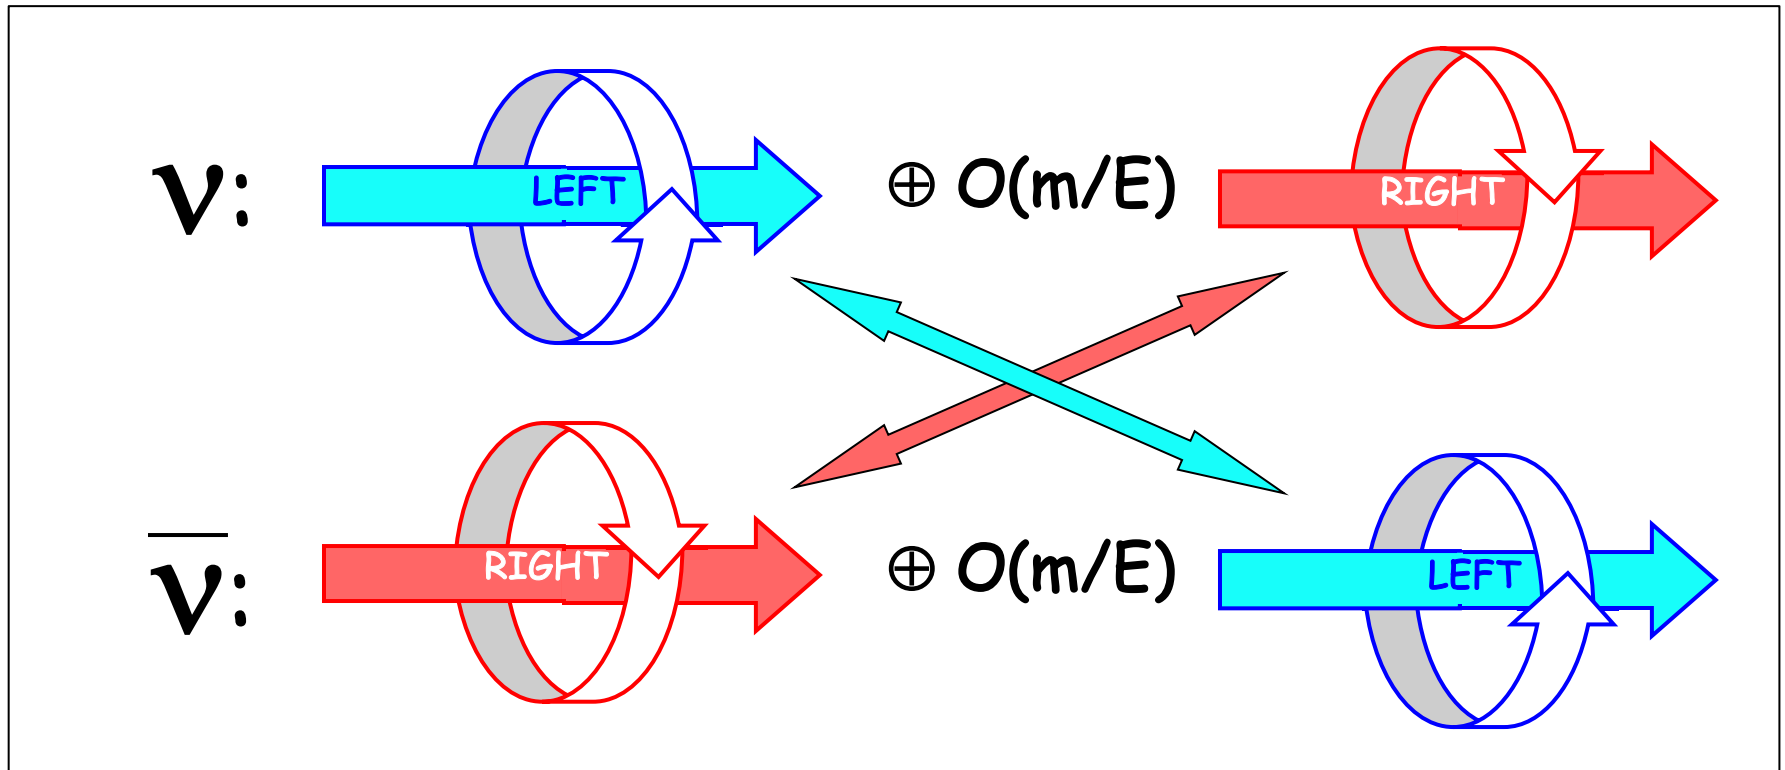 ν: LEFT ⊕ O(m/E) RIGHT
ν̅: RIGHT ⊕ O(m/E) LEFT